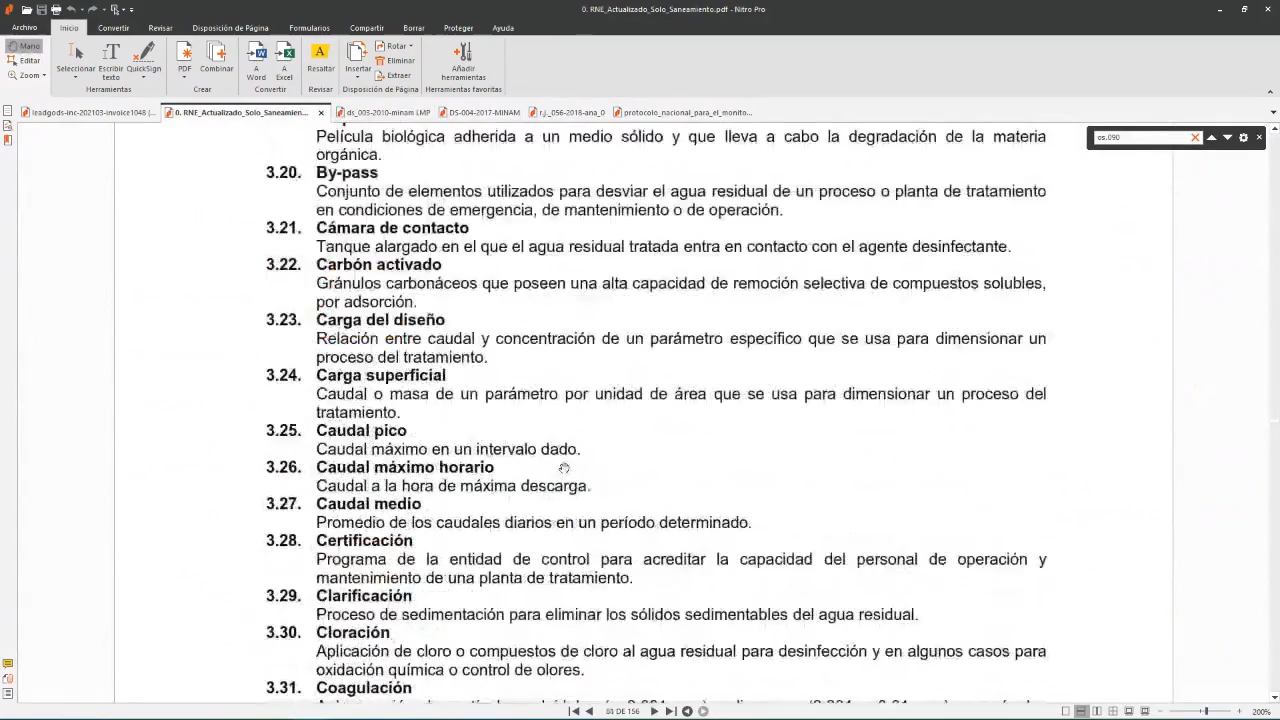 0. RNE_Actualizado_Solo_Saneamiento.pdf - Nitro Pro
Archivo Inicio Convertir Revisar Disposición de Página Formularios Compartir Borrar Proteger Ayuda
Mano
Editar
Zoom
Seleccionar
Escribir texto
QuickSign
Herramientas
PDF
Combinar
Crear
A Word
A Excel
Convertir
Resaltar
Revisar
Insertar
Rotar
Eliminar
Extraer
Disposición de Página
Añadir herramientas
Herramientas favoritas
leadgods-inc-202103-invoice1048 (... 0. RNE_Actualizado_Solo_Saneamien... ds_003-2010-minam LMP DS-004-2017-MINAM r.j._056-2018-ana_0 protocolo_nacional_para_el_monito...
os.090
Película biológica adherida a un medio sólido y que lleva a cabo la degradación de la materia
orgánica.
3.20. By-pass
Conjunto de elementos utilizados para desviar el agua residual de un proceso o planta de tratamiento
en condiciones de emergencia, de mantenimiento o de operación.
3.21. Cámara de contacto
Tanque alargado en el que el agua residual tratada entra en contacto con el agente desinfectante.
3.22. Carbón activado
Gránulos carbonáceos que poseen una alta capacidad de remoción selectiva de compuestos solubles,
por adsorción.
3.23. Carga del diseño
Relación entre caudal y concentración de un parámetro específico que se usa para dimensionar un
proceso del tratamiento.
3.24. Carga superficial
Caudal o masa de un parámetro por unidad de área que se usa para dimensionar un proceso del
tratamiento.
3.25. Caudal pico
Caudal máximo en un intervalo dado.
3.26. Caudal máximo horario
Caudal a la hora de máxima descarga.
3.27. Caudal medio
Promedio de los caudales diarios en un período determinado.
3.28. Certificación
Programa de la entidad de control para acreditar la capacidad del personal de operación y
mantenimiento de una planta de tratamiento.
3.29. Clarificación
Proceso de sedimentación para eliminar los sólidos sedimentables del agua residual.
3.30. Cloración
Aplicación de cloro o compuestos de cloro al agua residual para desinfección y en algunos casos para
oxidación química o control de olores.
3.31. Coagulación
200%